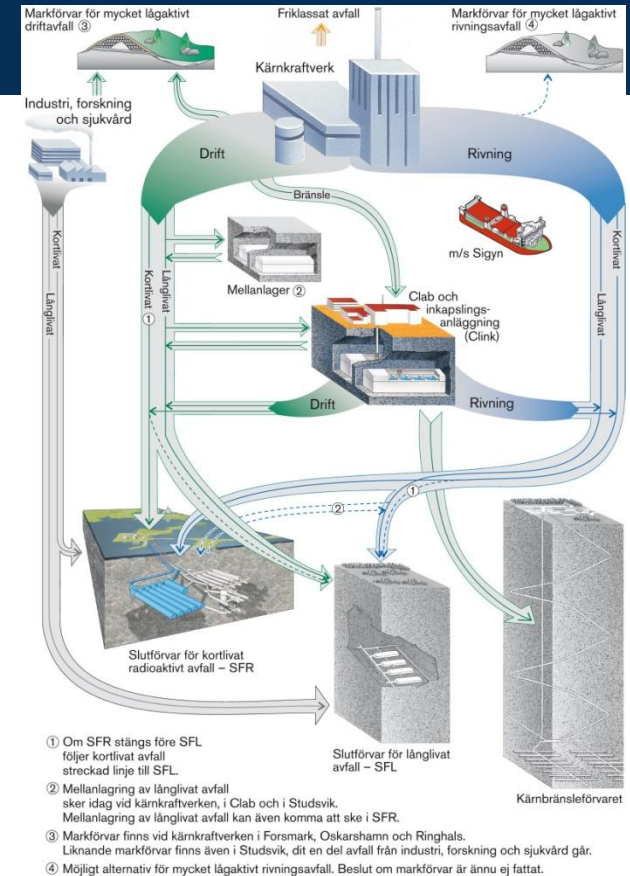 Markförvar för mycket lågaktivt
driftavfall ③
Friklassat avfall
Markförvar för mycket lågaktivt
rivningsavfall ④
Kärnkraftverk
Industri, forskning
och sjukvård
Drift
Rivning
Bränsle
m/s Sigyn
Kortlivat
Långlivat
Kortlivat ①
Långlivat
Mellanlager ②
Clab och
inkapslings-
anläggning
(Clink)
Långlivat
Kortlivat
Drift
Rivning
①
②
Slutförvar för kortlivat
radioaktivt avfall – SFR
Slutförvar för långlivat
avfall – SFL
Kärnbränsleförvaret
① Om SFR stängs före SFL
följer kortlivat avfall
streckad linje till SFL.
② Mellanlagring av långlivat avfall
sker idag vid kärnkraftverken, i Clab och i Studsvik.
Mellanlagring av långlivat avfall kan även komma att ske i SFR.
③ Markförvar finns vid kärnkraftverken i Forsmark, Oskarshamn och Ringhals.
Liknande markförvar finns även i Studsvik, dit en del avfall från industri, forskning och sjukvård går.
④ Möjligt alternativ för mycket lågaktivt rivningsavfall. Beslut om markförvar är ännu ej fattat.